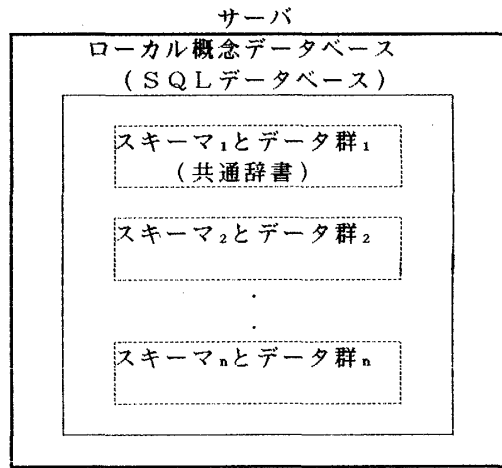 サーバ
ローカル概念データベース
（ＳＱＬデータベース）
スキーマ₁とデータ群₁
（共通辞書）
スキーマ₂とデータ群₂
.
.
スキーマₙとデータ群ₙ